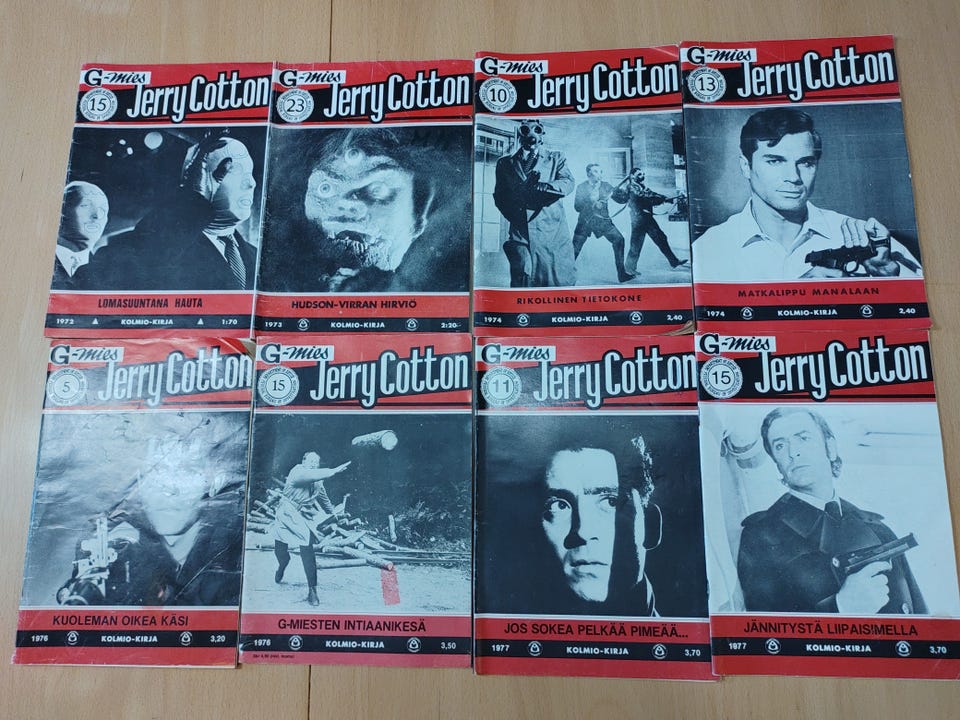 G-mies
Jerry Cotton
15
LOMASUUNTANA HAUTA
1972 KOLMIO-KIRJA 1:70
G-mies
Jerry Cotton
23
HUDSON-VIRRAN HIRVIÖ
1973 KOLMIO-KIRJA 2:20
G-mies
Jerry Cotton
10
RIKOLLINEN TIETOKONE
1974 KOLMIO-KIRJA 2,40
G-mies
Jerry Cotton
13
MATKALIPPU MANALAAN
1974 KOLMIO-KIRJA 2,40
G-mies
Jerry Cotton
5
KUOLEMAN OIKEA KÄSI
1976 KOLMIO-KIRJA 3,20
G-mies
Jerry Cotton
15
G-MIESTEN INTIAANIKESÄ
1976 KOLMIO-KIRJA 3,50
G-mies
Jerry Cotton
11
JOS SOKEA PELKÄÄ PIMEÄÄ...
1977 KOLMIO-KIRJA 3,70
G-mies
Jerry Cotton
15
JÄNNITYSTÄ LIIPAISIMELLA
1977 KOLMIO-KIRJA 3,70